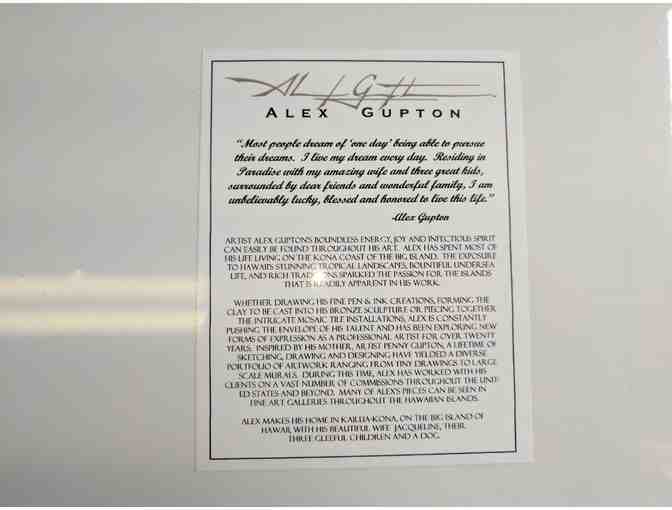 Alex Gupton
ALEX GUPTON
"Most people dream of 'one day' being able to pursue
their dreams. I live my dream every day. Residing in
Paradise with my amazing wife and three great kids,
surrounded by dear friends and wonderful family, I am
unbelievably lucky, blessed and honored to live this life."
-Alex Gupton
ARTIST ALEX GUPTON'S BOUNDLESS ENERGY, JOY AND INFECTIOUS SPIRIT
CAN EASILY BE FOUND THROUGHOUT HIS ART. ALEX HAS SPENT MOST OF
HIS LIFE LIVING ON THE KONA COAST OF THE BIG ISLAND. THE EXPOSURE
TO HAWAII'S STUNNING TROPICAL LANDSCAPES, BOUNTIFUL UNDERSEA
LIFE, AND RICH TRADITIONS SPARKED THE PASSION FOR THE ISLANDS
THAT IS READILY APPARENT IN HIS WORK.
WHETHER DRAWING HIS FINE PEN & INK CREATIONS, FORMING THE
CLAY TO BE CAST INTO HIS BRONZE SCULPTURE OR PIECING TOGETHER
THE INTRICATE MOSAIC TILE INSTALLATIONS, ALEX IS CONSTANTLY
PUSHING THE ENVELOPE OF HIS TALENT AND HAS BEEN EXPLORING NEW
FORMS OF EXPRESSION AS A PROFESSIONAL ARTIST FOR OVER TWENTY
YEARS. INSPIRED BY HIS MOTHER, ARTIST PENNY GUPTON, A LIFETIME OF
SKETCHING, DRAWING AND DESIGNING HAVE YIELDED A DIVERSE
PORTFOLIO OF ARTWORK RANGING FROM TINY DRAWINGS TO LARGE
SCALE MURALS. DURING THIS TIME, ALEX HAS WORKED WITH HIS
CLIENTS ON A VAST NUMBER OF COMMISSIONS THROUGHOUT THE UNIT-
ED STATES AND BEYOND. MANY OF ALEX'S PIECES CAN BE SEEN IN
FINE ART GALLERIES THROUGHOUT THE HAWAIIAN ISLANDS.
ALEX MAKES HIS HOME IN KAILUA-KONA, ON THE BIG ISLAND OF
HAWAII, WITH HIS BEAUTIFUL WIFE JACQUELINE, THEIR
THREE GLEEFUL CHILDREN AND A DOG.